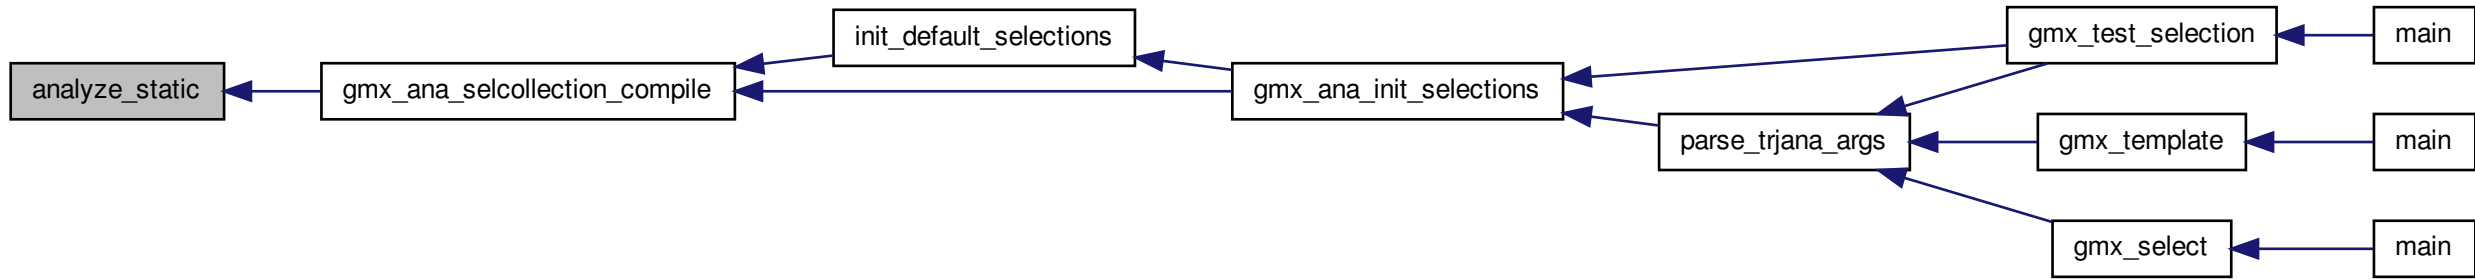 analyze_static
gmx_ana_selcollection_compile
init_default_selections
gmx_ana_init_selections
gmx_test_selection
main
parse_trjana_args
gmx_template
main
gmx_select
main